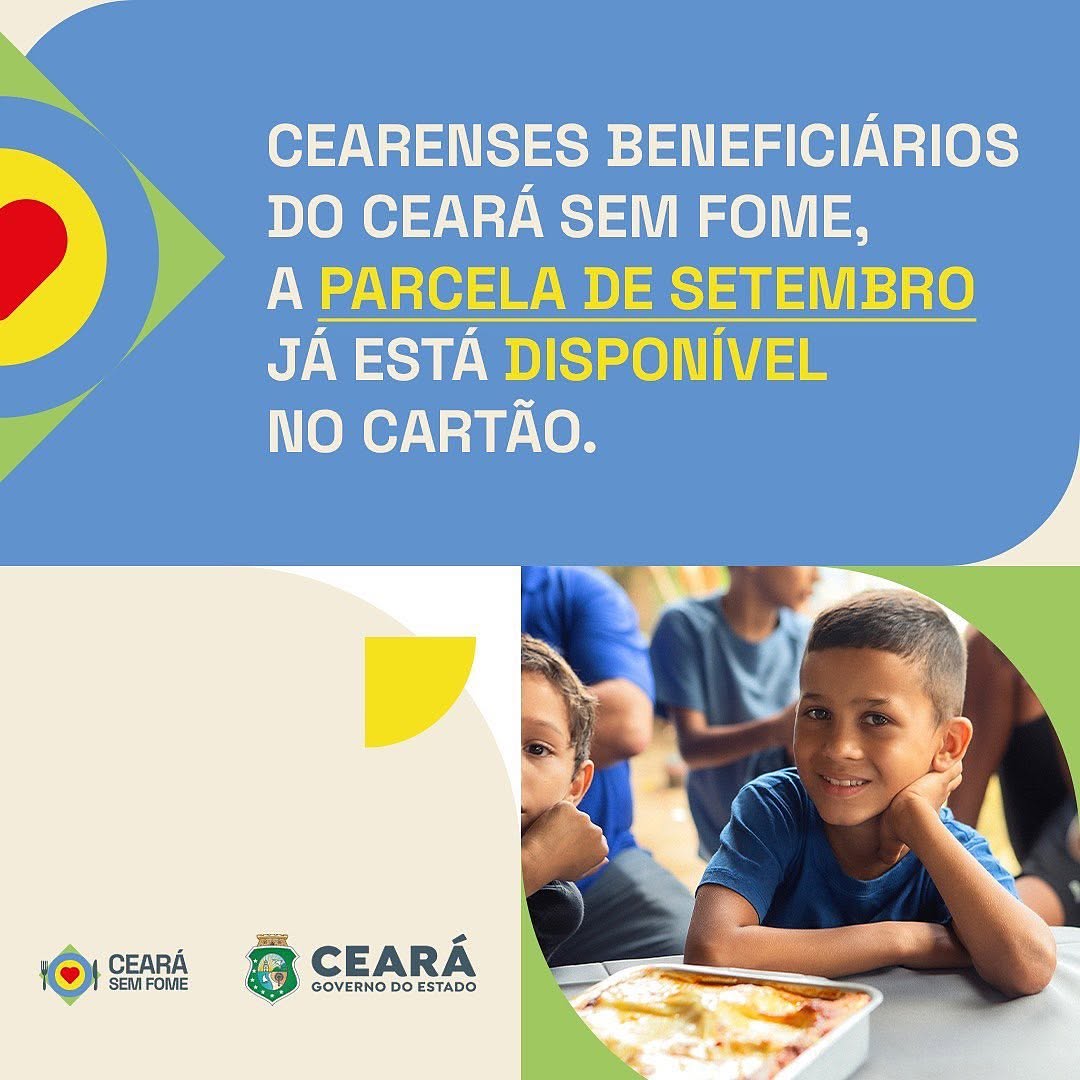 CEARENSES BENEFICIÁRIOS
DO CEARÁ SEM FOME,
A PARCELA DE SETEMBRO
JÁ ESTÁ DISPONÍVEL
NO CARTÃO.
CEARÁ
SEM FOME
CEARÁ
GOVERNO DO ESTADO